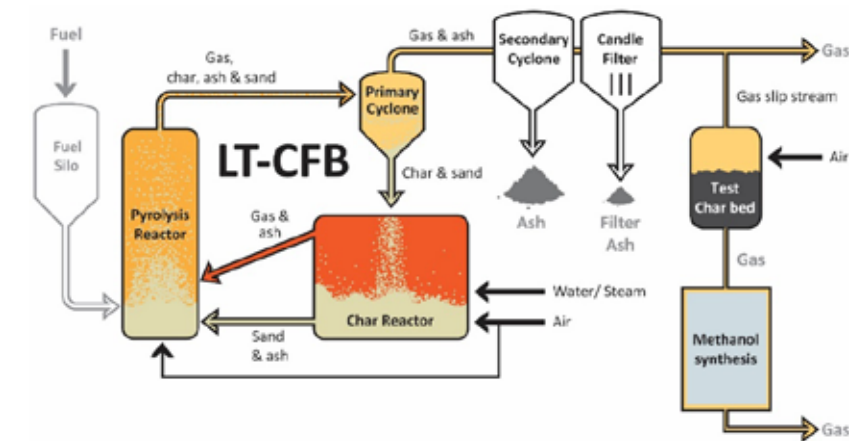 Fuel
Fuel
Silo
Gas,
char, ash & sand
Pyrolysis
Reactor
LT-CFB
Primary
Cyclone
Gas & ash
Char & sand
Gas &
ash
Sand
& ash
Char Reactor
Water/ Steam
Air
Secondary
Cyclone
Candle
Filter
Ash
Filter
Ash
Gas
Gas slip stream
Air
Test
Char bed
Gas
Methanol
synthesis
Gas